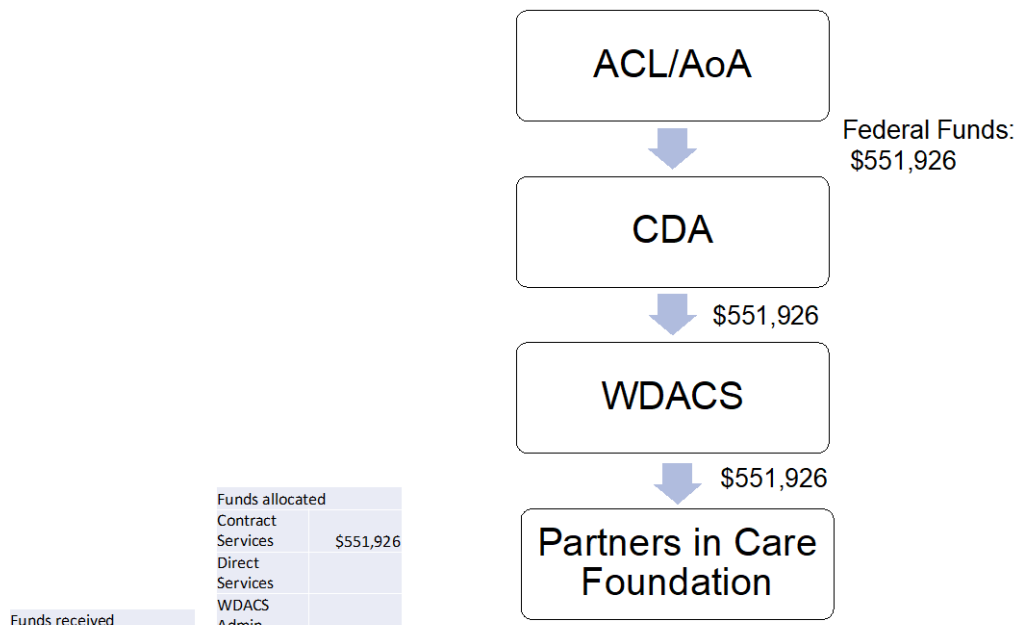 ACL/AoA
Federal Funds:
$551,926
CDA
$551,926
WDACS
$551,926
Partners in Care
Foundation
Funds allocated
Contract
Services $551,926
Direct
Services
WDACS
Admin
Funds received